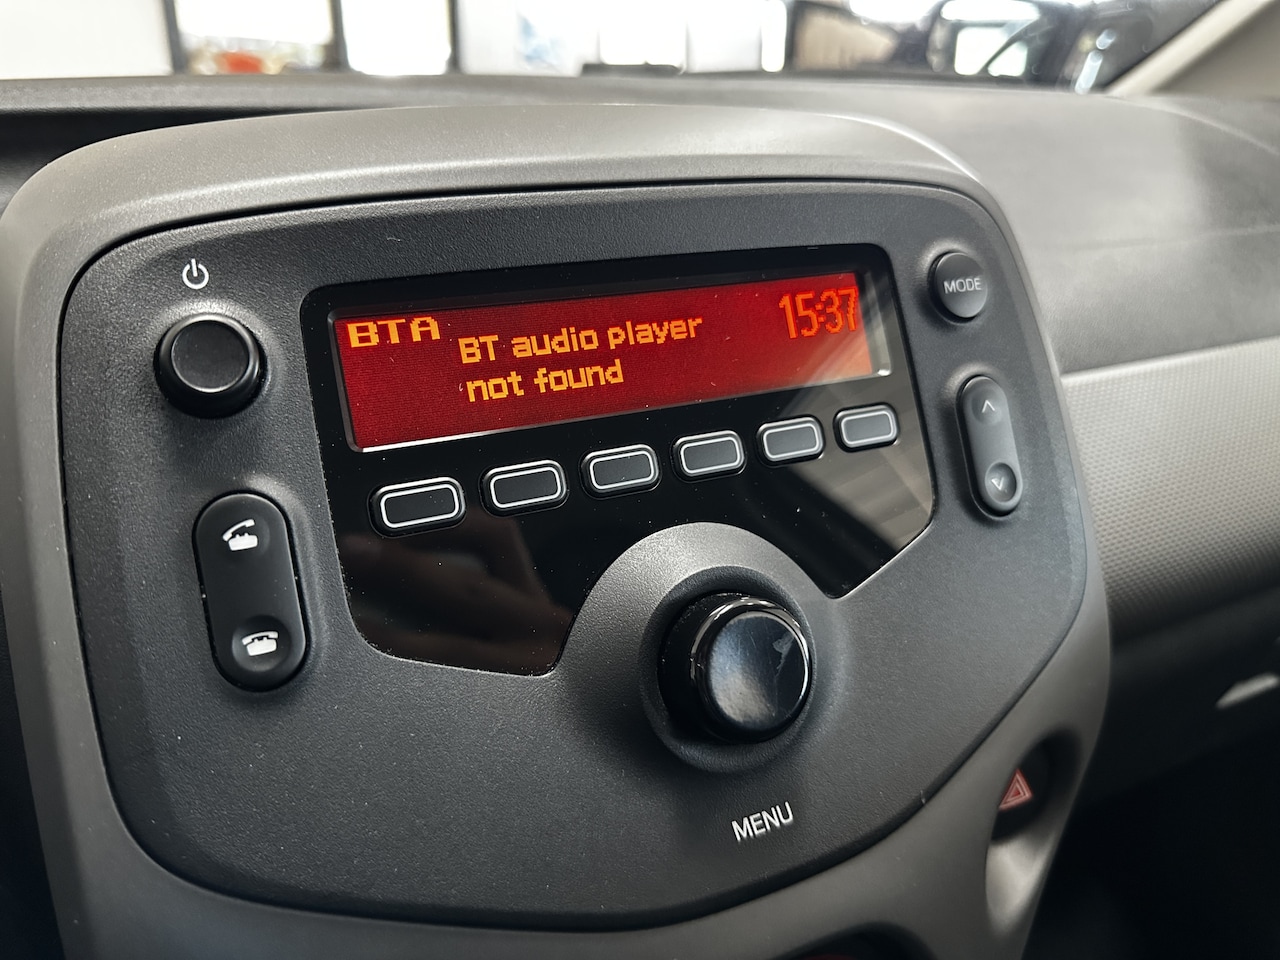 BTA
BT audio player
not found
15:37
MODE
MENU